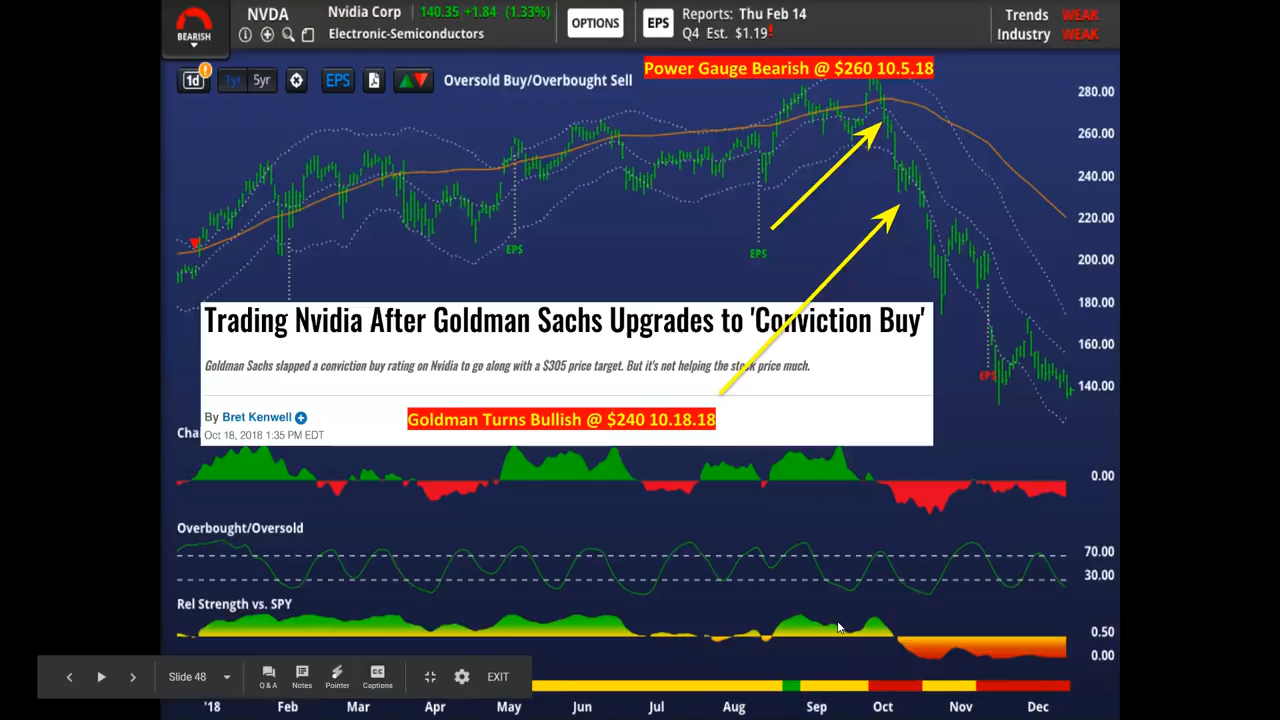 BEARISH
NVDA
Nvidia Corp 140.35 +1.84 (1.33%)
Electronic-Semiconductors
OPTIONS
EPS
Reports: Thu Feb 14
Q4 Est. $1.19!
Trends WEAK
Industry WEAK
1d
1yr 5yr
EPS
Oversold Buy/Overbought Sell
Power Gauge Bearish @ $260 10.5.18
280.00
260.00
240.00
220.00
200.00
180.00
160.00
140.00
EPS
EPS
EPS
Trading Nvidia After Goldman Sachs Upgrades to 'Conviction Buy'
Goldman Sachs slapped a conviction buy rating on Nvidia to go along with a $305 price target. But it's not helping the stock price much.
By Bret Kenwell
Goldman Turns Bullish @ $240 10.18.18
Oct 18, 2018 1:35 PM EDT
Cha
0.00
Overbought/Oversold
70.00
30.00
Rel Strength vs. SPY
0.50
0.00
Slide 48
Q & A
Notes
Pointer
CC
Captions
EXIT
'18 Feb Mar Apr May Jun Jul Aug Sep Oct Nov Dec